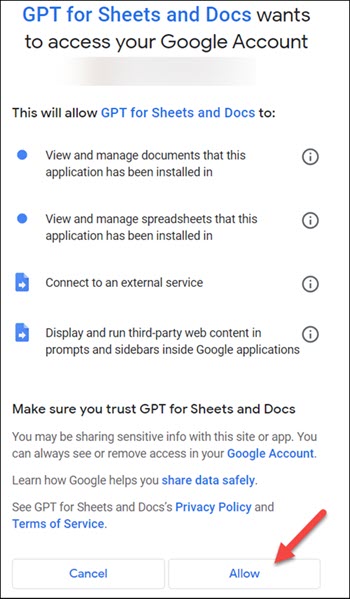 GPT for Sheets and Docs wants
to access your Google Account
This will allow GPT for Sheets and Docs to:
View and manage documents that this
application has been installed in
View and manage spreadsheets that this
application has been installed in
Connect to an external service
Display and run third-party web content in
prompts and sidebars inside Google applications
Make sure you trust GPT for Sheets and Docs
You may be sharing sensitive info with this site or app. You
can always see or remove access in your Google Account.
Learn how Google helps you share data safely.
See GPT for Sheets and Docs's Privacy Policy and
Terms of Service.
Cancel
Allow